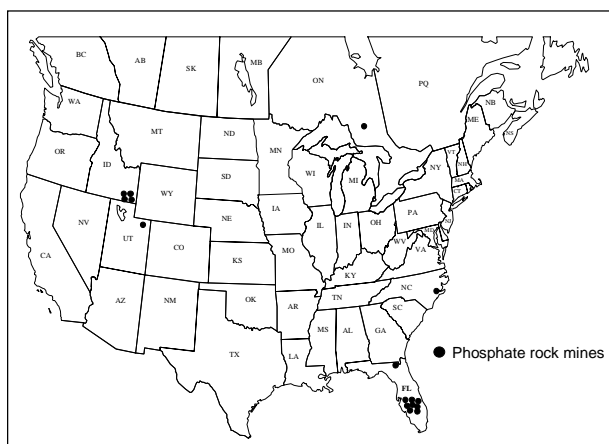 BC
AB
SK
MB
ON
PQ
NB
NS
WA
MT
ND
MN
ME
VT
NH
OR
ID
SD
WI
MI
NY
MA
CT
WY
NE
IA
PA
NJ
NV
UT
CO
IL
IN
OH
MD
WV
VA
CA
KS
MO
KY
NC
AZ
NM
OK
AR
TN
SC
MS
AL
GA
TX
LA
Phosphate rock mines
FL